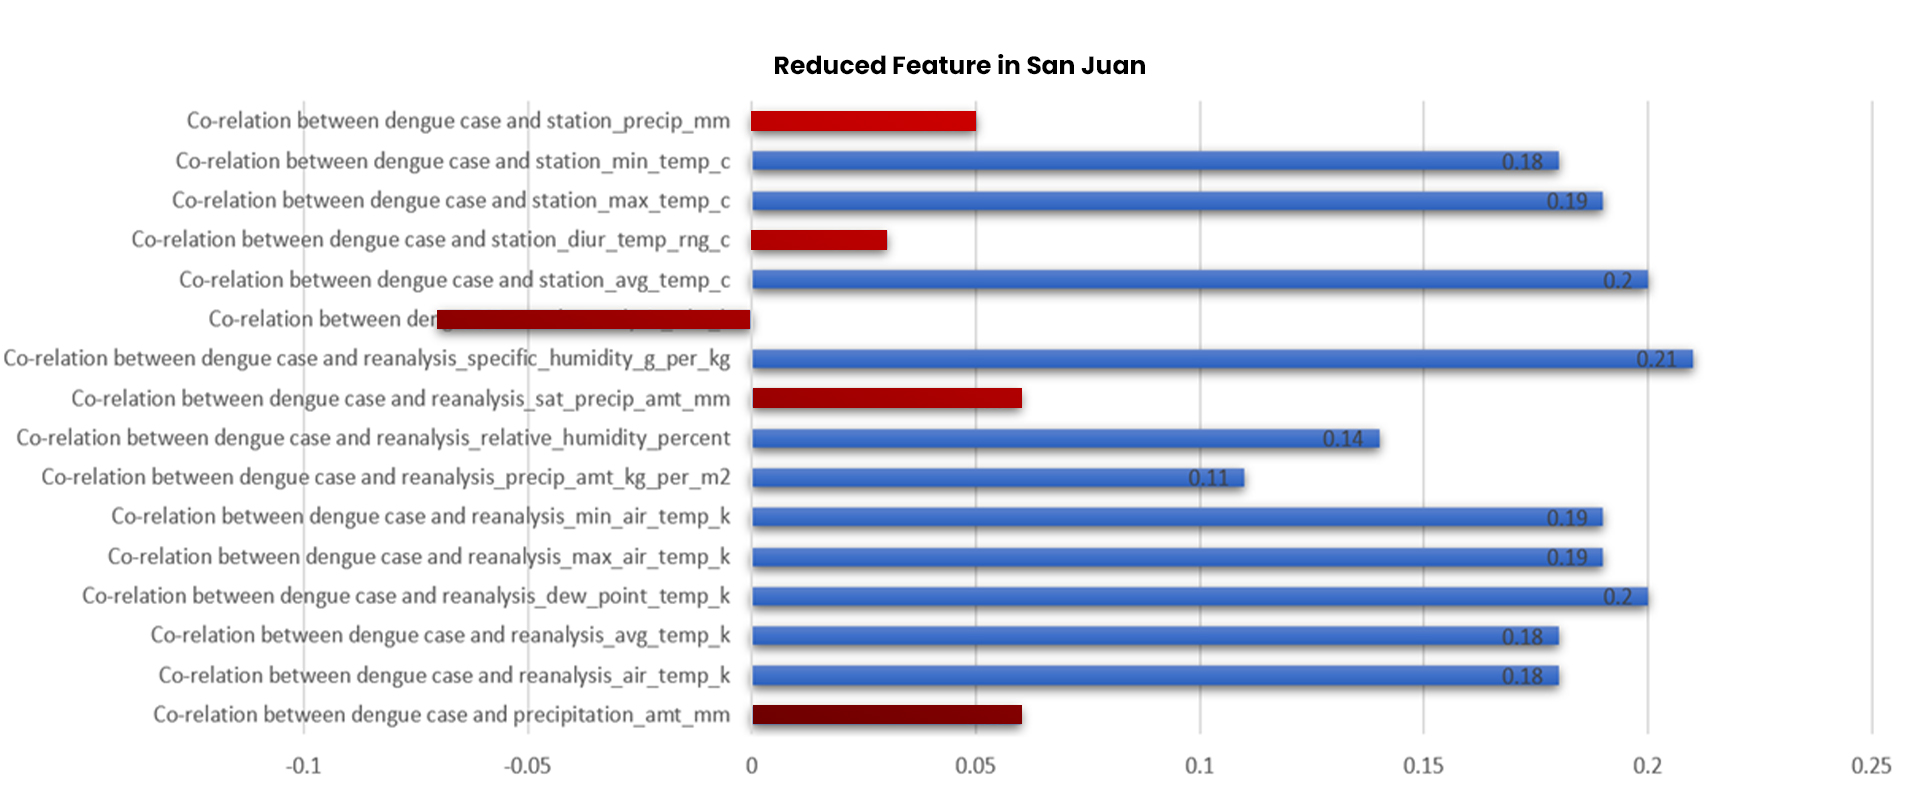 Reduced Feature in San Juan
Co-relation between dengue case and station_precip_mm
Co-relation between dengue case and station_min_temp_c
0.18
Co-relation between dengue case and station_max_temp_c
0.19
Co-relation between dengue case and station_diur_temp_rng_c
Co-relation between dengue case and station_avg_temp_c
0.2
Co-relation between
Co-relation between dengue case and reanalysis_specific_humidity_g_per_kg
0.21
Co-relation between dengue case and reanalysis_sat_precip_amt_mm
Co-relation between dengue case and reanalysis_relative_humidity_percent
0.14
Co-relation between dengue case and reanalysis_precip_amt_kg_per_m2
0.11
Co-relation between dengue case and reanalysis_min_air_temp_k
0.19
Co-relation between dengue case and reanalysis_max_air_temp_k
0.19
Co-relation between dengue case and reanalysis_dew_point_temp_k
0.2
Co-relation between dengue case and reanalysis_avg_temp_k
0.18
Co-relation between dengue case and reanalysis_air_temp_k
0.18
Co-relation between dengue case and precipitation_amt_mm
-0.1 -0.05 0 0.05 0.1 0.15 0.2 0.25